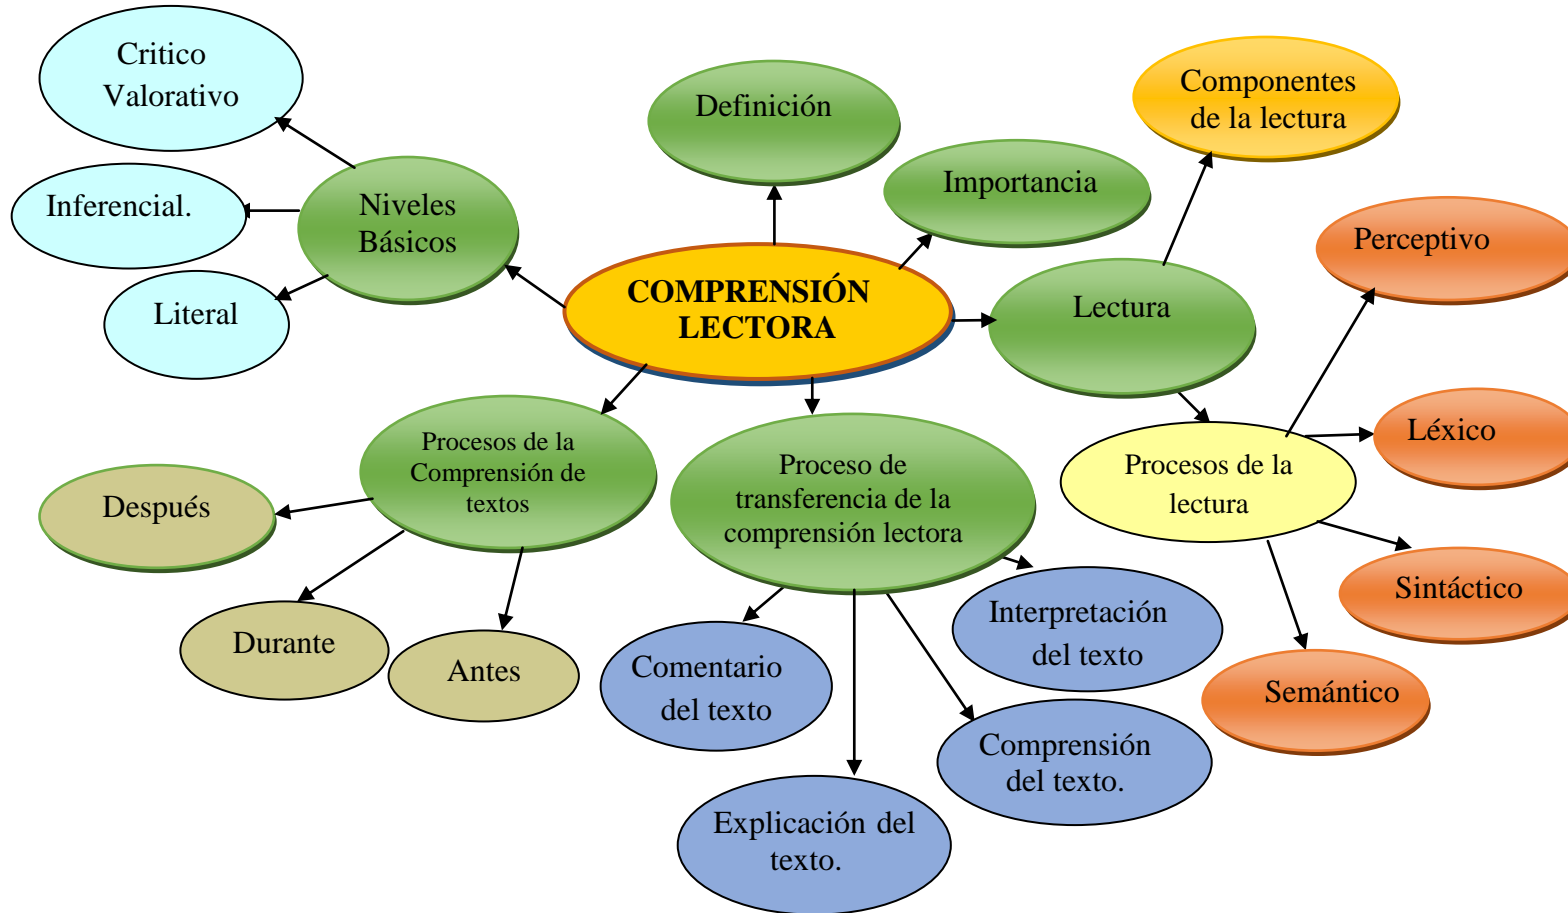 Critico
Valorativo
Definición
Componentes
de la lectura
Importancia
Inferencial.
Niveles
Básicos
Perceptivo
COMPRENSIÓN
LECTORA
Lectura
Literal
Léxico
Procesos de la
Comprensión de
textos
Proceso de
transferencia de la
comprensión lectora
Procesos de la
lectura
Después
Sintáctico
Durante
Antes
Interpretación
del texto
Comentario
del texto
Semántico
Comprensión
del texto.
Explicación del
texto.